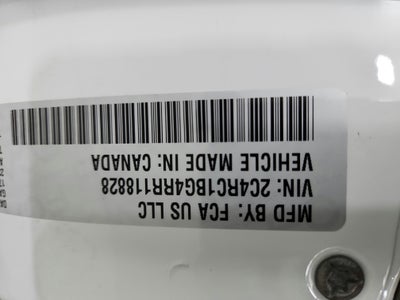 MFD BY: FCA US LLC
VIN: 2C4RC1BG4RR118828
VEHICLE MADE IN: CANADA